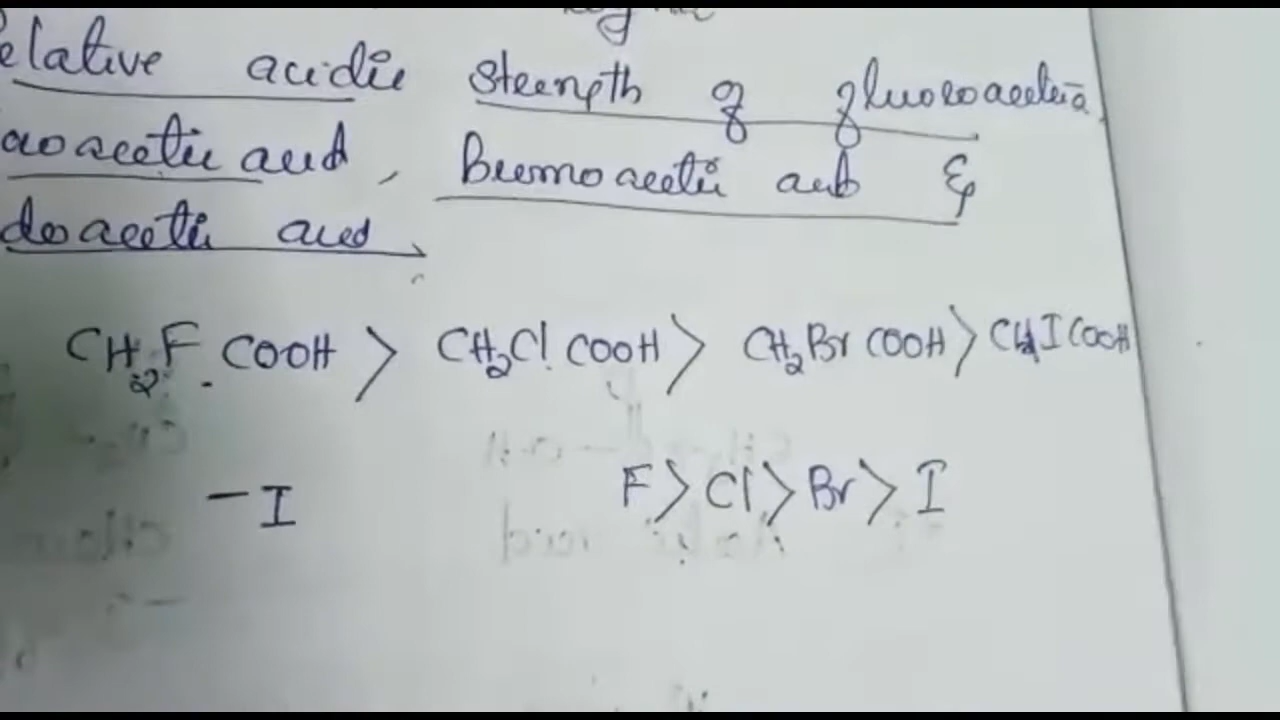 elative acidic strength of fluoroacetic
aoacetic acid, Bromoacetic acid &
doacetic acid
CH₂F.COOH > CH₂Cl.COOH > CH₂Br COOH > CH₂I COOH
-I F > Cl > Br > I